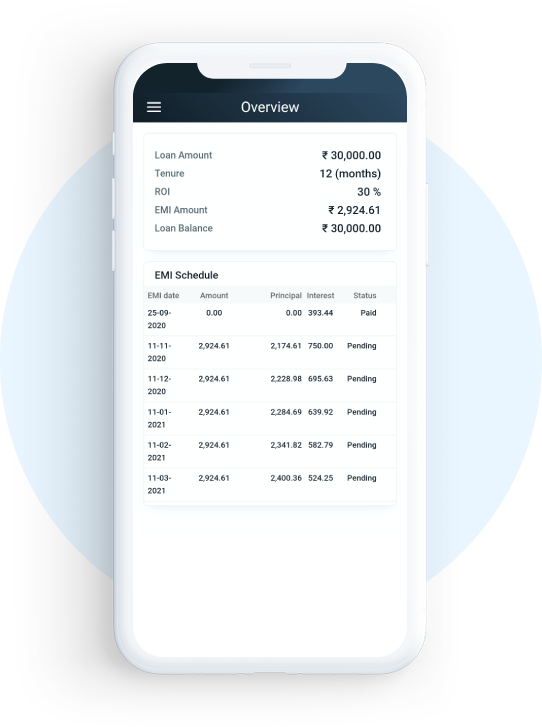 Overview
Loan Amount ₹ 30,000.00
Tenure 12 (months)
ROI 30 %
EMI Amount ₹ 2,924.61
Loan Balance ₹ 30,000.00
EMI Schedule
EMI date Amount Principal Interest Status
25-09- 0.00 0.00 393.44 Paid
2020
11-11- 2,924.61 2,174.61 750.00 Pending
2020
11-12- 2,924.61 2,228.98 695.63 Pending
2020
11-01- 2,924.61 2,284.69 639.92 Pending
2021
11-02- 2,924.61 2,341.82 582.79 Pending
2021
11-03- 2,924.61 2,400.36 524.25 Pending
2021